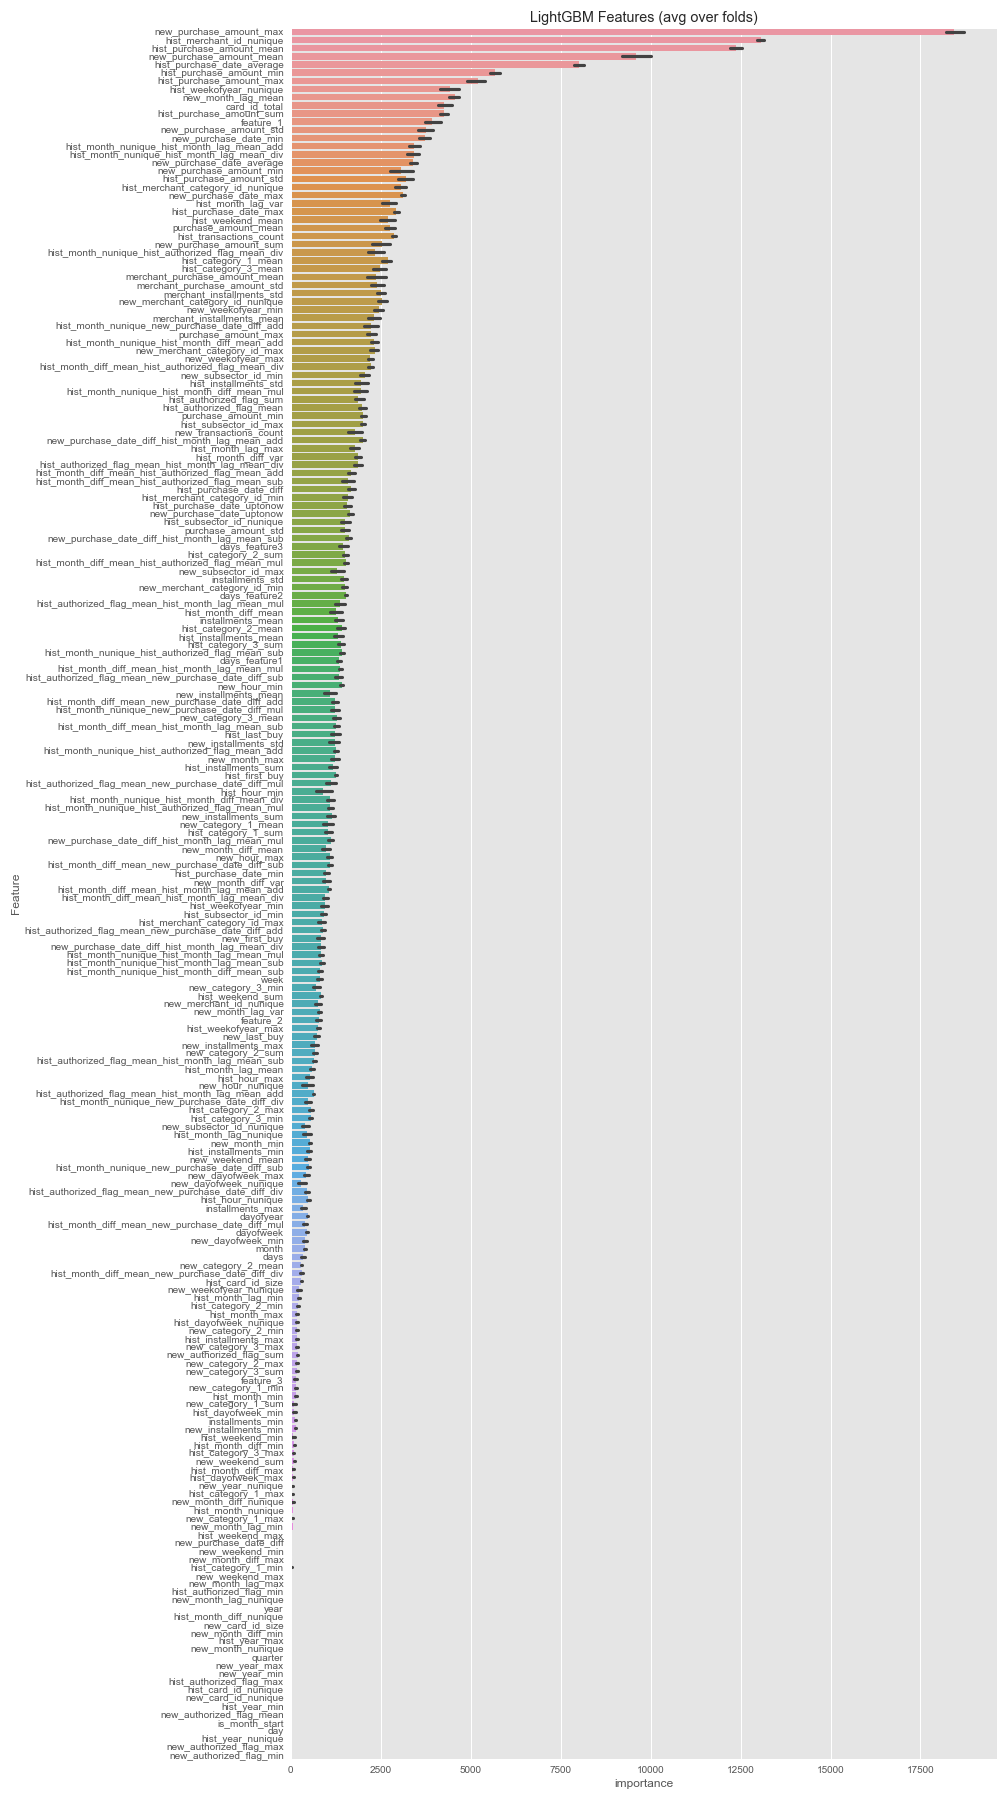 LightGBM Features (avg over folds)
new_purchase_amount_max
hist_merchant_id_nunique
hist_purchase_amount_mean
new_purchase_amount_mean
hist_purchase_date_average
hist_purchase_amount_min
hist_purchase_amount_max
hist_weekofyear_nunique
new_month_lag_mean
card_id_total
hist_purchase_amount_sum
feature_1
new_purchase_amount_std
new_purchase_date_min
hist_month_nunique_hist_month_lag_mean_add
hist_month_nunique_hist_month_lag_mean_div
new_purchase_date_average
new_purchase_amount_min
hist_purchase_amount_std
hist_merchant_category_id_nunique
new_purchase_date_max
hist_month_lag_var
hist_purchase_date_max
hist_weekend_mean
purchase_amount_mean
hist_transactions_count
new_purchase_amount_sum
hist_month_nunique_hist_authorized_flag_mean_div
hist_category_1_mean
hist_category_3_mean
merchant_purchase_amount_mean
merchant_purchase_amount_std
merchant_installments_std
new_merchant_category_id_nunique
new_weekofyear_min
merchant_installments_mean
hist_month_nunique_new_purchase_date_diff_add
purchase_amount_max
hist_month_nunique_hist_month_diff_mean_add
new_merchant_category_id_max
new_weekofyear_max
hist_month_diff_mean_hist_authorized_flag_mean_div
new_subsector_id_min
hist_installments_std
hist_month_nunique_hist_month_diff_mean_mul
hist_authorized_flag_sum
hist_authorized_flag_mean
purchase_amount_min
hist_subsector_id_max
new_transactions_count
new_purchase_date_diff_hist_month_lag_mean_add
hist_month_lag_max
hist_month_diff_var
hist_authorized_flag_mean_hist_month_lag_mean_div
hist_month_diff_mean_hist_authorized_flag_mean_add
hist_month_diff_mean_hist_authorized_flag_mean_sub
hist_purchase_date_diff
hist_merchant_category_id_min
hist_purchase_date_uptonow
new_purchase_date_uptonow
hist_subsector_id_nunique
purchase_amount_std
new_purchase_date_diff_hist_month_lag_mean_sub
days_feature3
hist_category_2_sum
hist_month_diff_mean_hist_authorized_flag_mean_mul
new_subsector_id_max
installments_std
new_merchant_category_id_min
days_feature2
hist_authorized_flag_mean_hist_month_lag_mean_mul
hist_month_diff_mean
installments_mean
hist_category_2_mean
hist_installments_mean
hist_category_3_sum
hist_month_nunique_hist_authorized_flag_mean_sub
days_feature1
hist_month_diff_mean_hist_month_lag_mean_mul
hist_authorized_flag_mean_new_purchase_date_diff_sub
new_hour_min
new_installments_mean
hist_month_diff_mean_new_purchase_date_diff_add
hist_month_nunique_new_purchase_date_diff_mul
new_category_3_mean
hist_month_diff_mean_hist_month_lag_mean_sub
hist_last_buy
new_installments_std
hist_month_nunique_hist_authorized_flag_mean_add
new_month_max
hist_installments_sum
hist_first_buy
hist_authorized_flag_mean_new_purchase_date_diff_mul
hist_hour_min
hist_month_nunique_hist_month_diff_mean_div
hist_month_nunique_hist_authorized_flag_mean_mul
new_installments_sum
new_category_1_mean
hist_category_1_sum
new_purchase_date_diff_hist_month_lag_mean_mul
new_month_diff_mean
new_hour_max
hist_month_diff_mean_new_purchase_date_diff_sub
hist_purchase_date_min
new_month_diff_var
hist_month_diff_mean_hist_month_lag_mean_add
hist_month_diff_mean_hist_month_lag_mean_div
hist_weekofyear_min
hist_subsector_id_min
hist_merchant_category_id_max
hist_authorized_flag_mean_new_purchase_date_diff_add
new_first_buy
new_purchase_date_diff_hist_month_lag_mean_div
hist_month_nunique_hist_month_lag_mean_mul
hist_month_nunique_hist_month_lag_mean_sub
hist_month_nunique_hist_month_diff_mean_sub
week
new_category_3_min
hist_weekend_sum
new_merchant_id_nunique
new_month_lag_var
feature_2
hist_weekofyear_max
new_last_buy
new_installments_max
new_category_2_sum
hist_authorized_flag_mean_hist_month_lag_mean_sub
hist_month_lag_mean
hist_hour_max
new_hour_nunique
hist_authorized_flag_mean_hist_month_lag_mean_add
hist_month_nunique_new_purchase_date_diff_div
hist_category_2_max
hist_category_3_min
new_subsector_id_nunique
hist_month_lag_nunique
new_month_min
hist_installments_min
new_weekend_mean
hist_month_nunique_new_purchase_date_diff_sub
new_dayofweek_max
new_dayofweek_nunique
hist_authorized_flag_mean_new_purchase_date_diff_div
hist_hour_nunique
installments_max
dayofyear
hist_month_diff_mean_new_purchase_date_diff_mul
dayofweek
new_dayofweek_min
month
days
new_category_2_mean
hist_month_diff_mean_new_purchase_date_diff_div
hist_card_id_size
new_weekofyear_nunique
hist_month_lag_min
hist_category_2_min
hist_month_max
hist_dayofweek_nunique
new_category_2_min
hist_installments_max
new_category_3_max
new_authorized_flag_sum
new_category_2_max
new_category_3_sum
feature_3
new_category_1_min
hist_month_min
new_category_1_sum
hist_dayofweek_min
installments_min
new_installments_min
hist_weekend_min
hist_month_diff_min
hist_category_3_max
new_weekend_sum
hist_month_diff_max
hist_dayofweek_max
new_year_nunique
hist_category_1_max
new_month_diff_nunique
hist_month_nunique
new_category_1_max
new_month_lag_min
hist_weekend_max
new_purchase_date_diff
new_weekend_min
new_month_diff_max
hist_category_1_min
new_weekend_max
new_month_lag_max
hist_authorized_flag_min
new_month_lag_nunique
year
hist_month_diff_nunique
new_card_id_size
new_month_diff_min
hist_year_max
new_month_nunique
quarter
new_year_max
new_year_min
hist_authorized_flag_max
hist_card_id_nunique
new_card_id_nunique
hist_year_min
new_authorized_flag_mean
is_month_start
day
hist_year_nunique
new_authorized_flag_max
new_authorized_flag_min
Feature
0 2500 5000 7500 10000 12500 15000 17500
importance